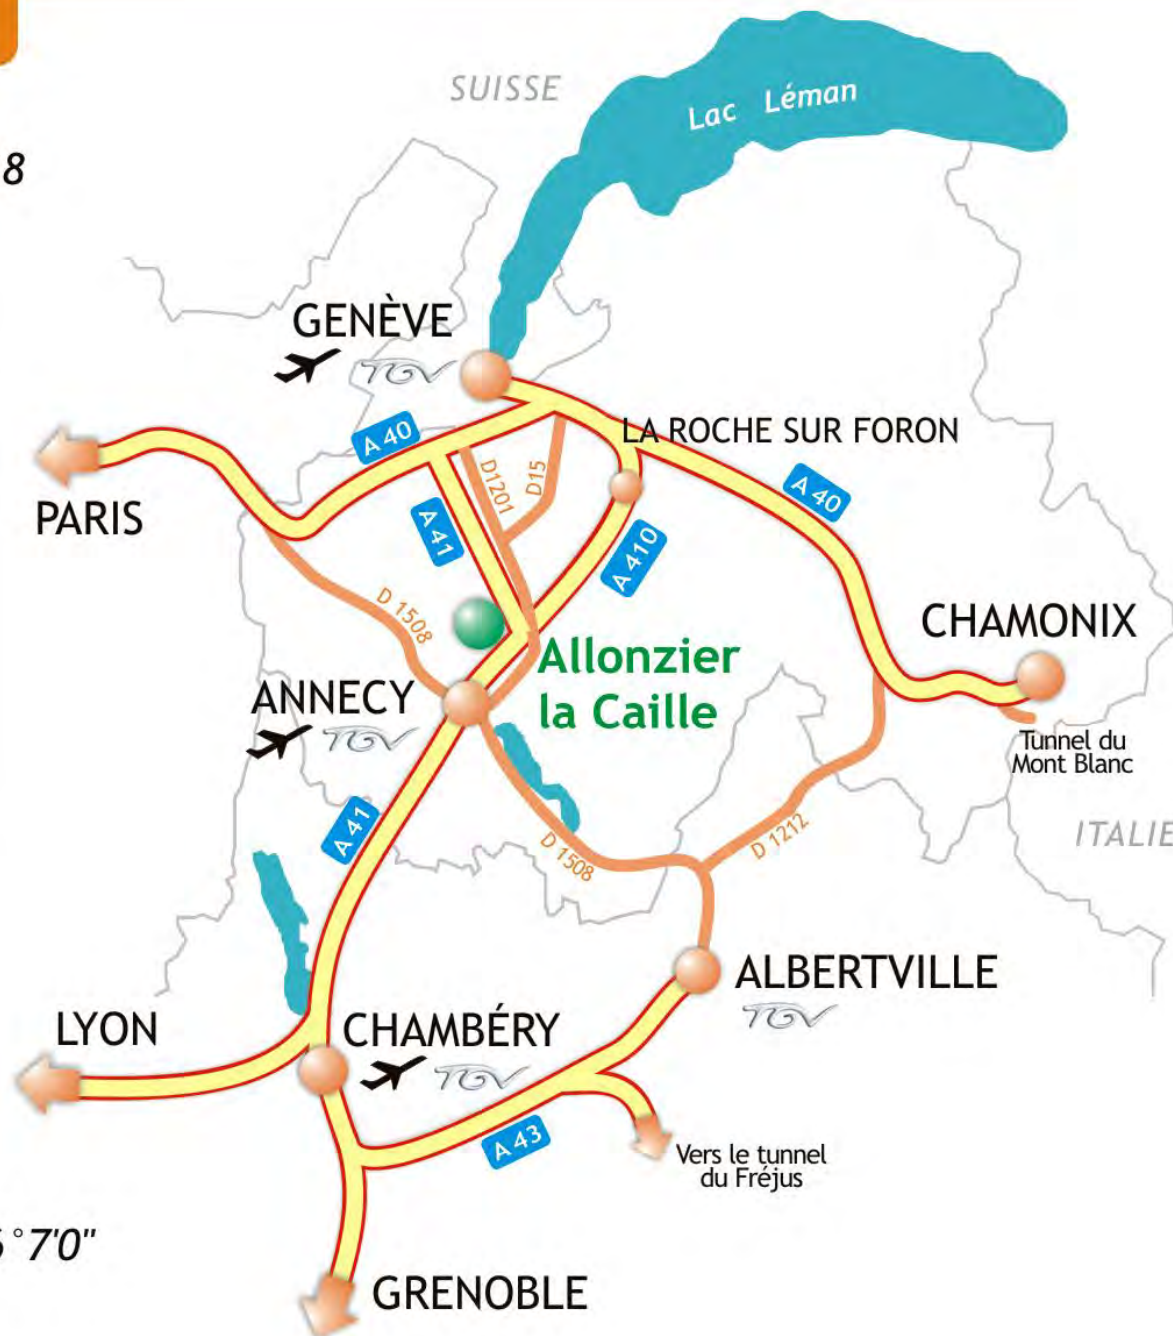 SUISSE
Lac Léman
8
GENÈVE
TGV
A 40
LA ROCHE SUR FORON
D1201
D15
A 40
PARIS
A 41
A 410
D 1508
CHAMONIX
Allonzier
la Caille
ANNECY
TGV
Tunnel du
Mont Blanc
A 41
D 1508
D 1212
ITALIE
ALBERTVILLE
TGV
LYON
CHAMBÉRY
TGV
A 43
Vers le tunnel
du Fréjus
°7'0"
GRENOBLE